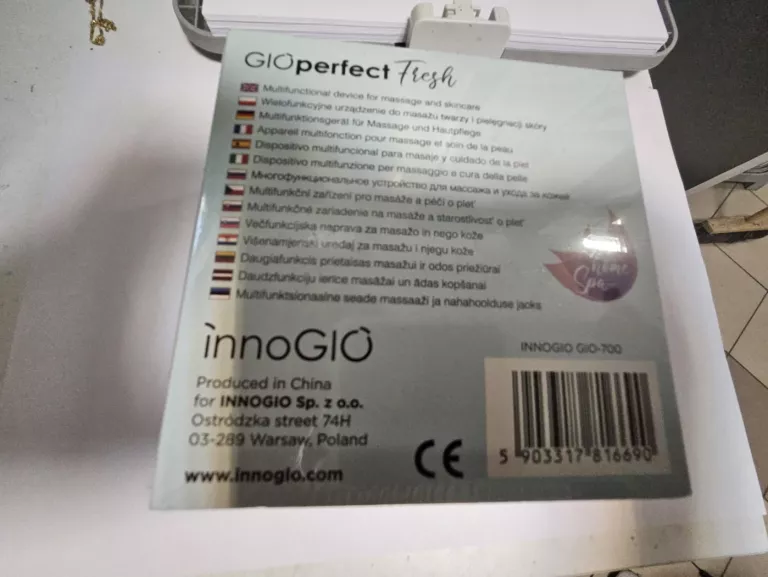 GIOperfect Fresh
Multifunctional device for massage and skincare
Wielofunkcyjne urządzenie do masażu twarzy i pielęgnacji skóry
Multifunktionsgerät für Massage und Hautpflege
Appareil multifonction pour massage et soin de la peau
Dispositivo multifuncional para masaje y cuidado de la piel
Dispositivo multifunzione per massaggio e cura della pelle
Многофункциональное устройство для массажа и ухода за кожей
Multifunkční zařízení pro masáže a péči o pleť
Multifunkčné zariadenie na masáže a starostlivosť o pleť
Večfunkcijska naprava za masažo in nego kože
Višenamjenski uređaj za masažu i njegu kože
Daugiafunkcis prietaisas masažui ir odos priežiūrai
Daudzfunkciju ierīce masāžai un ādas kopšanai
Multifunktsionaalne seade massaaži ja nahahoolduse jaoks
home
Spa
innoGIO
INNOGIO GIO-700
Produced in China
for INNOGIO Sp. z o.o.
Ostródzka street 74H
03-289 Warsaw, Poland
CE
5 903317 816690
www.innogio.com